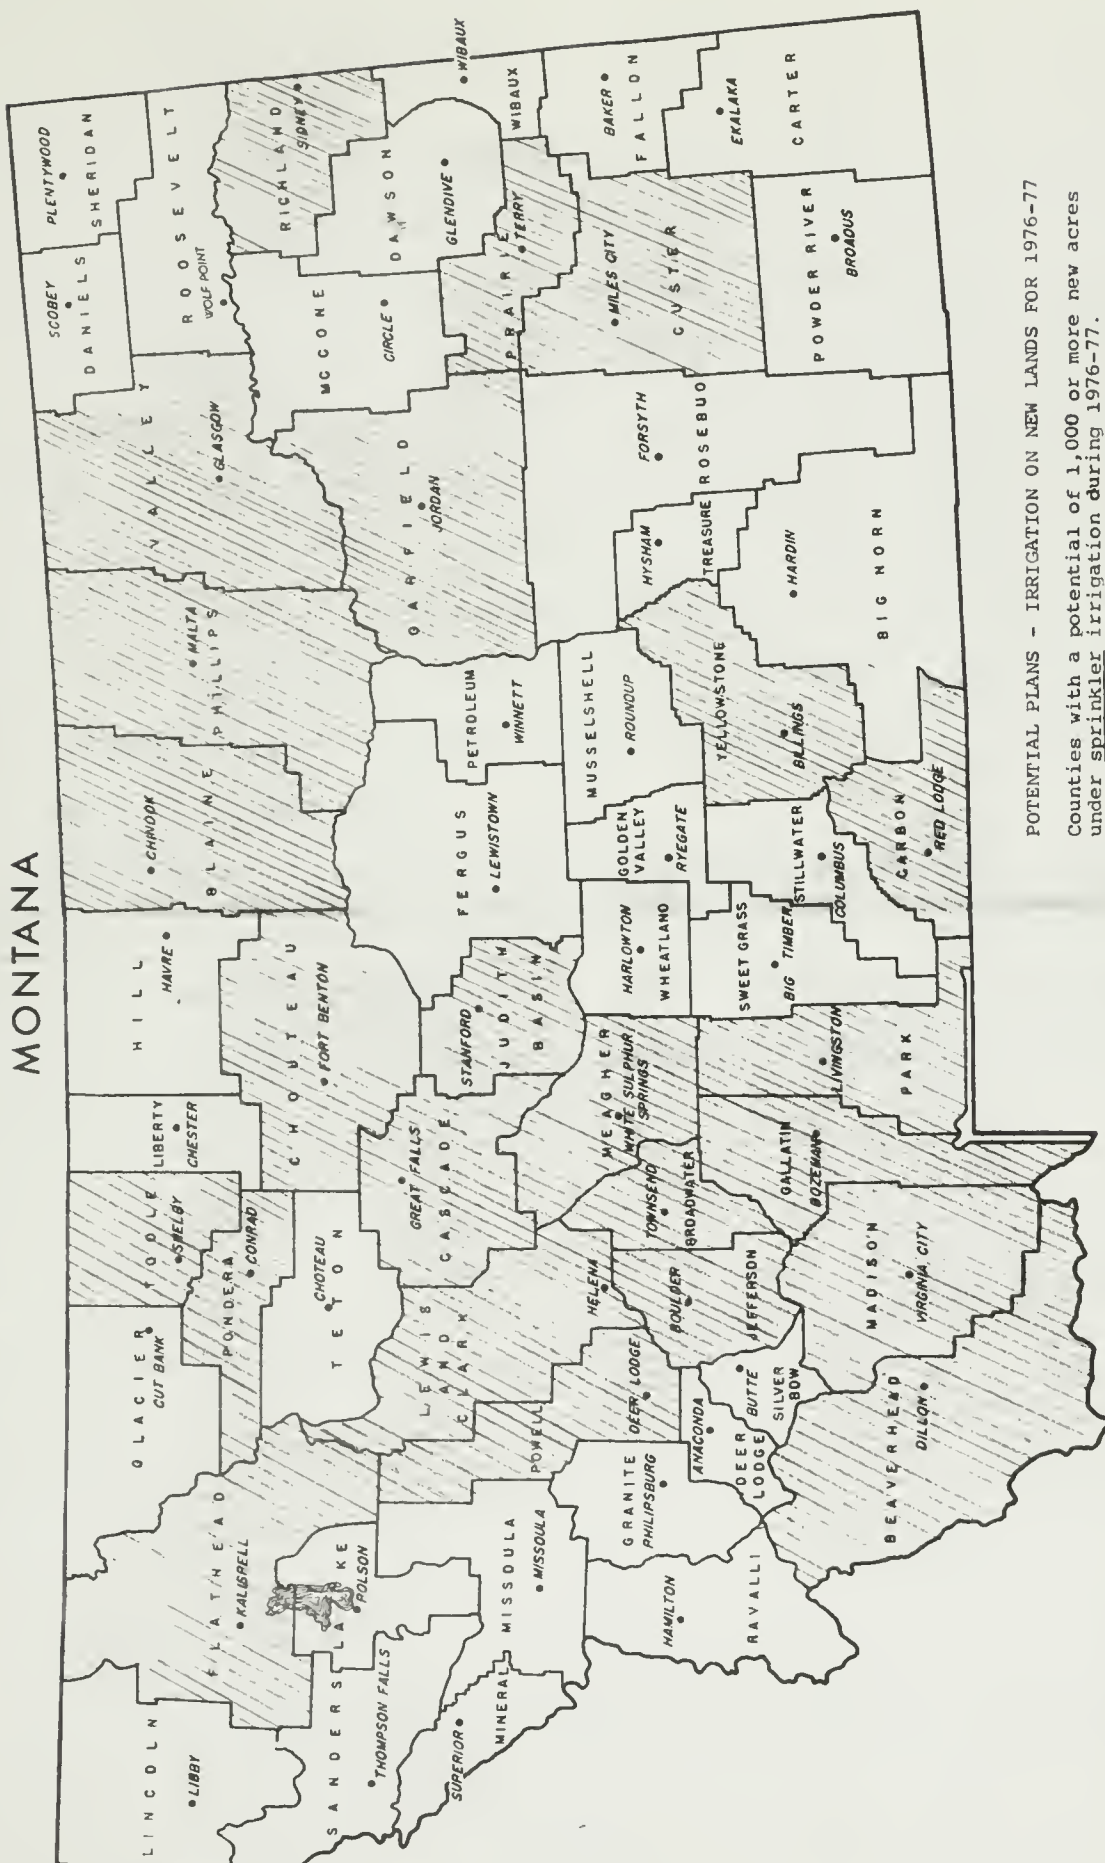 MONTANA
LINCOLN
LIBBY
FLATHEAD
KALISPELL
GLACIER
CUT BANK
TOOLE
SHELBY
LIBERTY
CHESTER
HILL
HAVRE
BLAINE
CHINOOK
PHILLIPS
MALTA
VALLEY
GLASGOW
DANIELS
SCOBEY
SHERIDAN
PLENTYWOOD
ROOSEVELT
WOLF POINT
SANDERS
THOMPSON FALLS
LAKE
POLSON
PONDERA
CONRAD
TETON
CHOTEAU
CHOUTEAU
FORT BENTON
RICHLAND
SIDNEY
MCCONE
CIRCLE
DAWSON
GLENDIVE
WIBAUX
WIBAUX
GARFIELD
JORDAN
PRAIRIE
TERRY
MINERAL
SUPERIOR
MISSOULA
MISSOULA
POWELL
DEER LODGE
LEWIS
AND
CLARK
HELENA
CASCADE
GREAT FALLS
JUDITH
BASIN
STANFORD
FERGUS
LEWISTOWN
PETROLEUM
WINNETT
GRANITE
PHILIPSBURG
RAVALLI
HAMILTON
DEER
LODGE
ANACONDA
SILVER
BOW
BUTTE
JEFFERSON
BOULDER
BROADWATER
TOWNSEND
MEAGHER
WHITE SULPHUR
SPRINGS
WHEATLAND
HARLOWTON
GOLDEN
VALLEY
RYEGATE
MUSSELSHELL
ROUNDUP
TREASURE
HYSHAM
ROSEBUD
FORSYTH
CUSTER
MILES CITY
FALLON
BAKER
BEAVERHEAD
DILLON
MADISON
VIRGINIA CITY
GALLATIN
BOZEMAN
PARK
LIVINGSTON
SWEET GRASS
BIG TIMBER
STILLWATER
COLUMBUS
CARBON
RED LODGE
YELLOWSTONE
BILLINGS
BIG NORN
HARDIN
POWDER RIVER
BROADUS
CARTER
EKALAKA
POTENTIAL PLANS - IRRIGATION ON NEW LANDS FOR 1976-77
Counties with a potential of 1,000 or more new acres
under sprinkler irrigation during 1976-77.